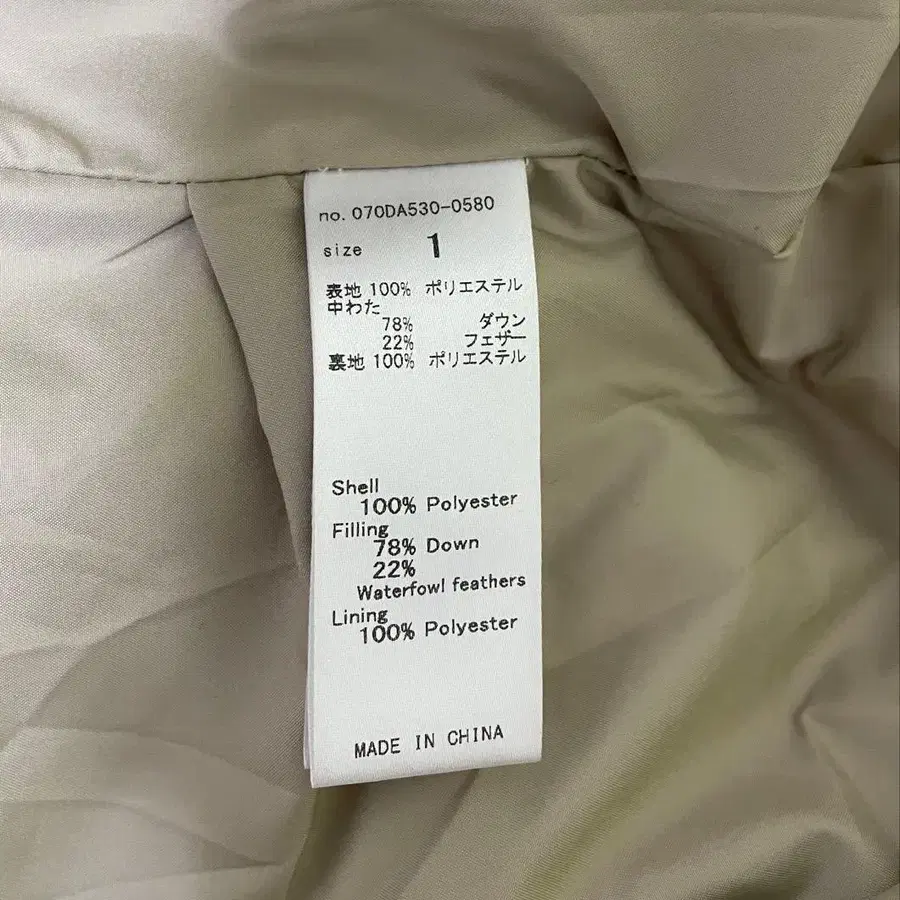 no. 070DA530-0580
size 1
表地 100% ポリエステル
中わた
78% ダウン
22% フェザー
裏地 100% ポリエステル
Shell
100% Polyester
Filling
78% Down
22%
Waterfowl feathers
Lining
100% Polyester
MADE IN CHINA